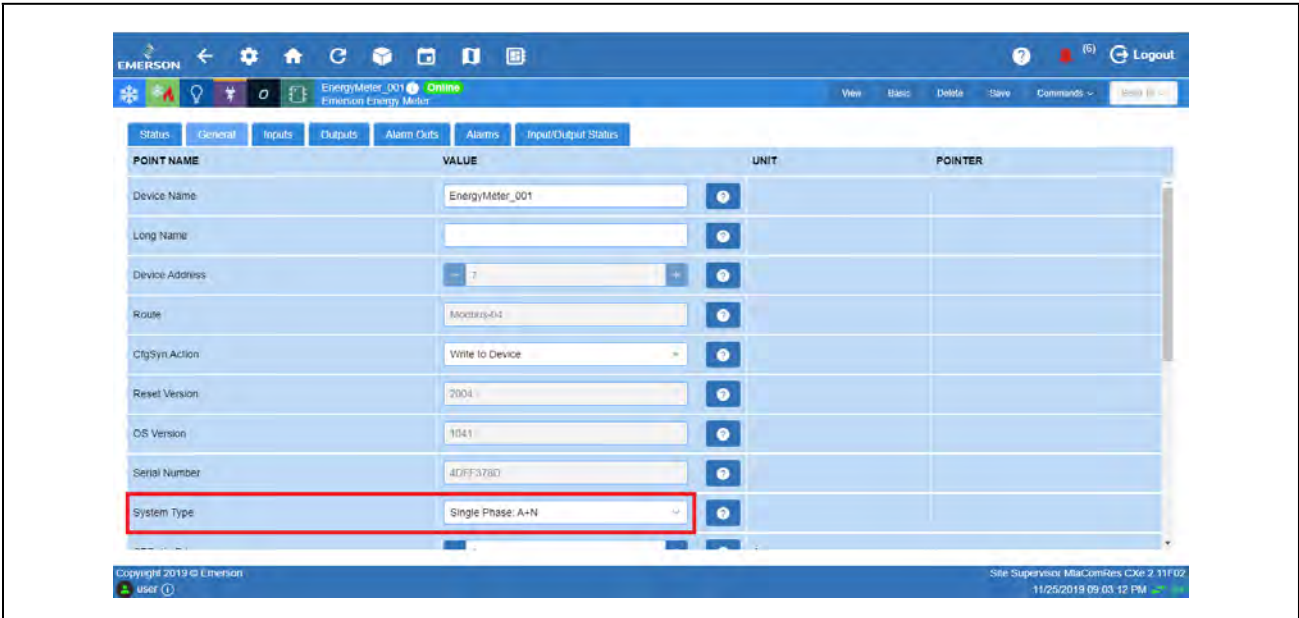 EMERSON
(6) Logout
EnergyMeter_001 Online
Emerson Energy Meter
View Basic Delete Save Commands
Status General Inputs Outputs Alarm Outs Alarms Input/Output Status
POINT NAME VALUE UNIT POINTER
Device Name EnergyMeter_001
Long Name
Device Address 7
Route Modbus-04
CfgSyn Action Write to Device
Reset Version 2004
OS Version 1041
Serial Number 4DFF378D
System Type Single Phase: A+N
Copyright 2019 © Emerson
Site Supervisor MiaComRes CXe 2.11F02
user
11/25/2019 09:03:12 PM